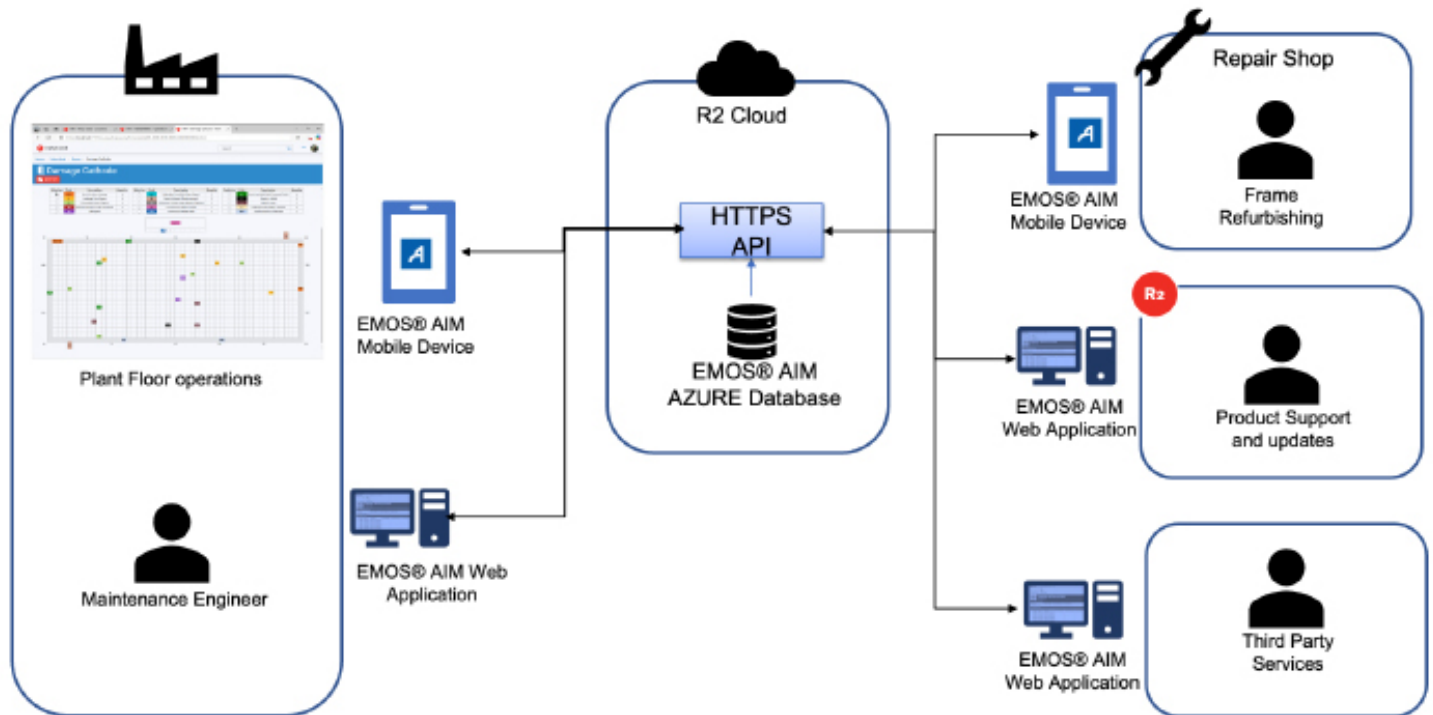 Damage Cathode
Plant Floor operations
Maintenance Engineer
EMOS® AIM
Mobile Device
EMOS® AIM Web
Application
R2 Cloud
HTTPS
API
EMOS® AIM
AZURE Database
EMOS® AIM
Mobile Device
EMOS® AIM
Web Application
EMOS® AIM
Web Application
Repair Shop
Frame
Refurbishing
R2
Product Support
and updates
Third Party
Services